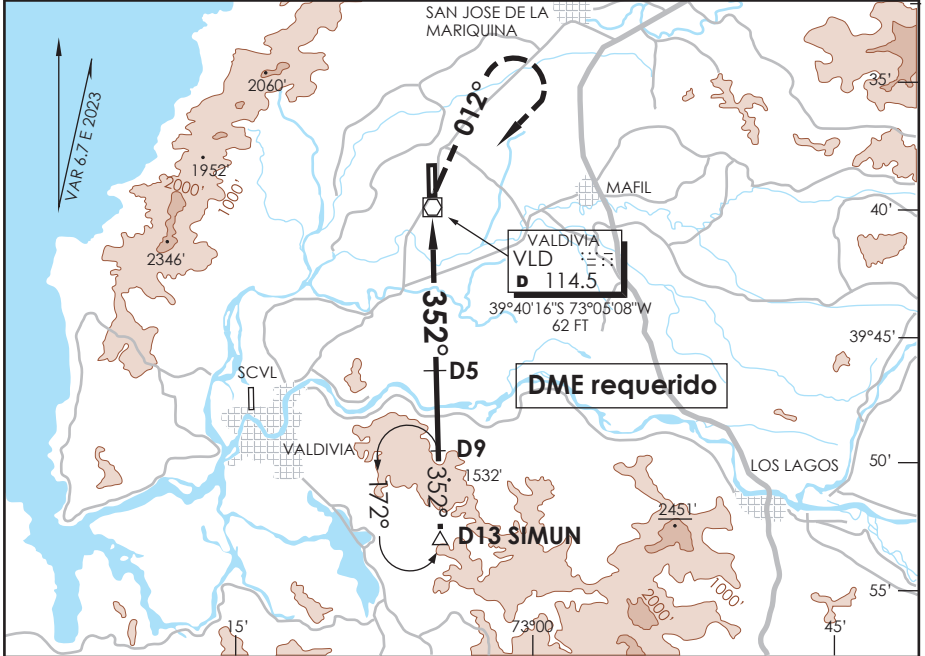 SAN JOSE DE LA
MARIQUINA
2060'
35'
012°
VAR 6.7 E 2023
1952'
2000'
1000'
MAFIL
40'
2346'
VALDIVIA
VLD
D 114.5
39°40'16"S 73°05'08"W
62 FT
352°
39°45'
SCVL
D5
DME requerido
VALDIVIA
D9
1532'
50'
LOS LAGOS
352°
172°
2451'
D13 SIMUN
1000'
2000'
55'
15'
73°00
45'